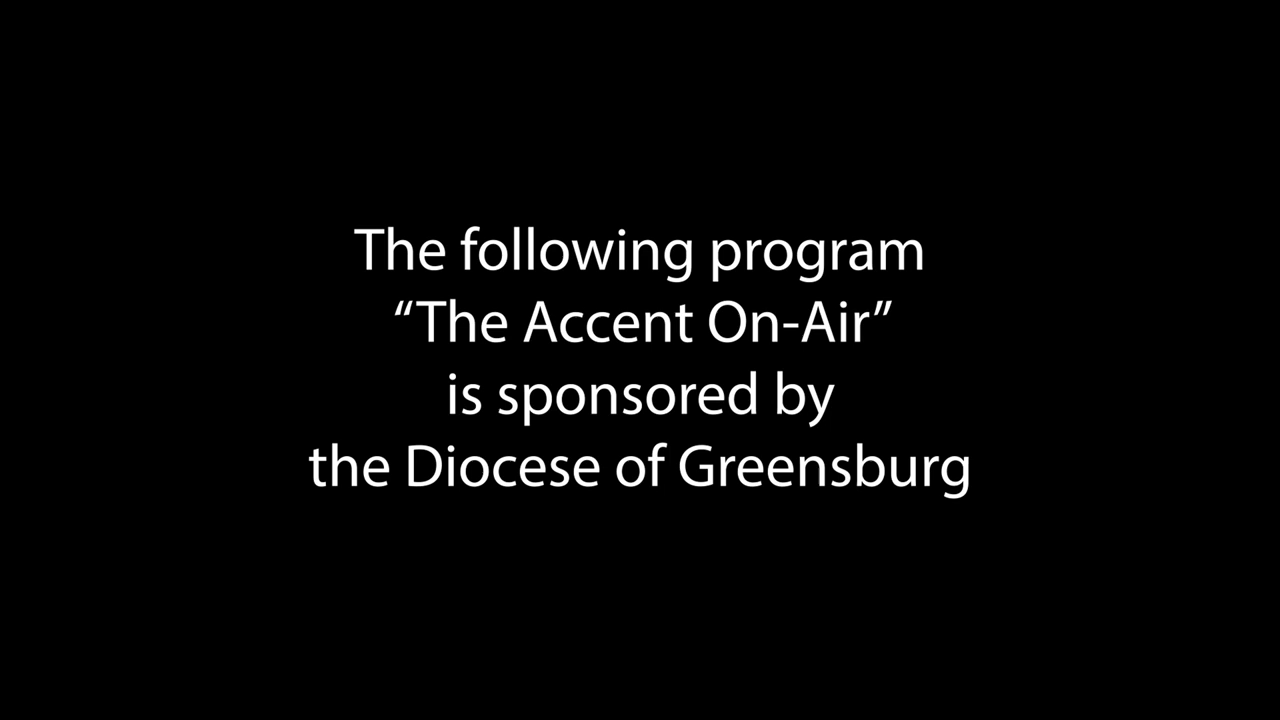 The following program
“The Accent On-Air”
is sponsored by
the Diocese of Greensburg